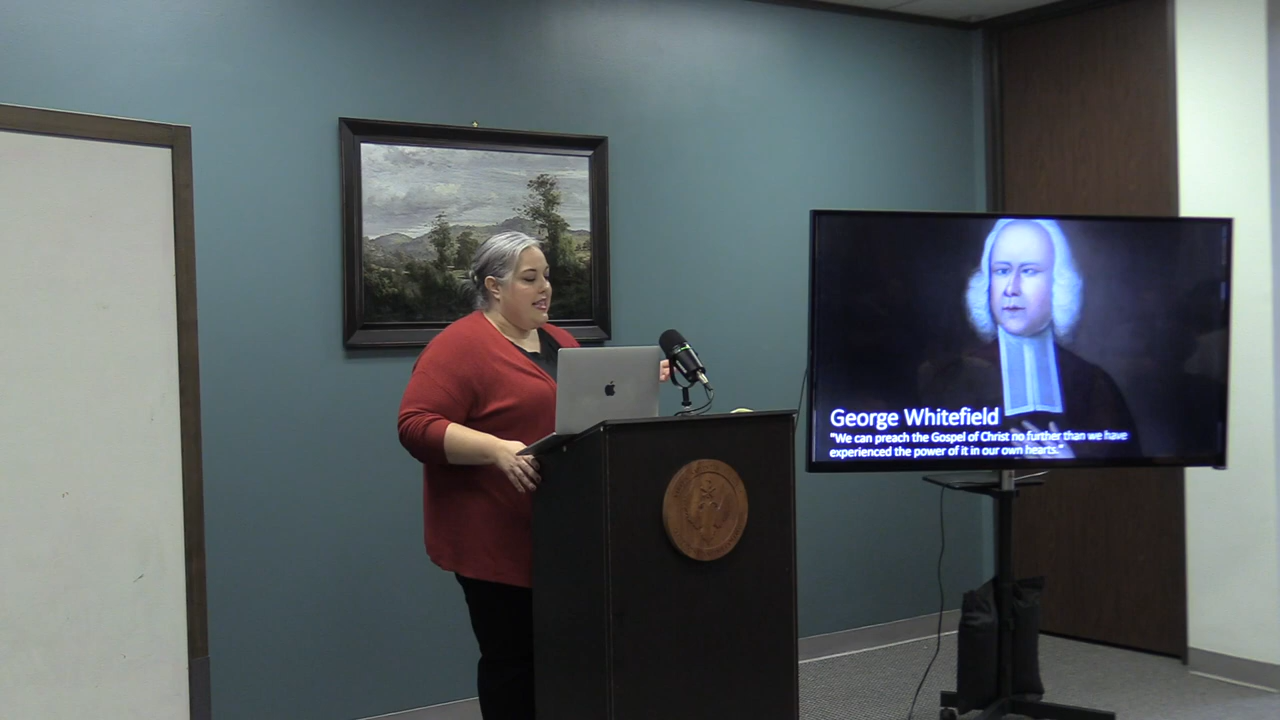 George Whitefield
"We can preach the Gospel of Christ no further than we have
experienced the power of it in our own hearts."